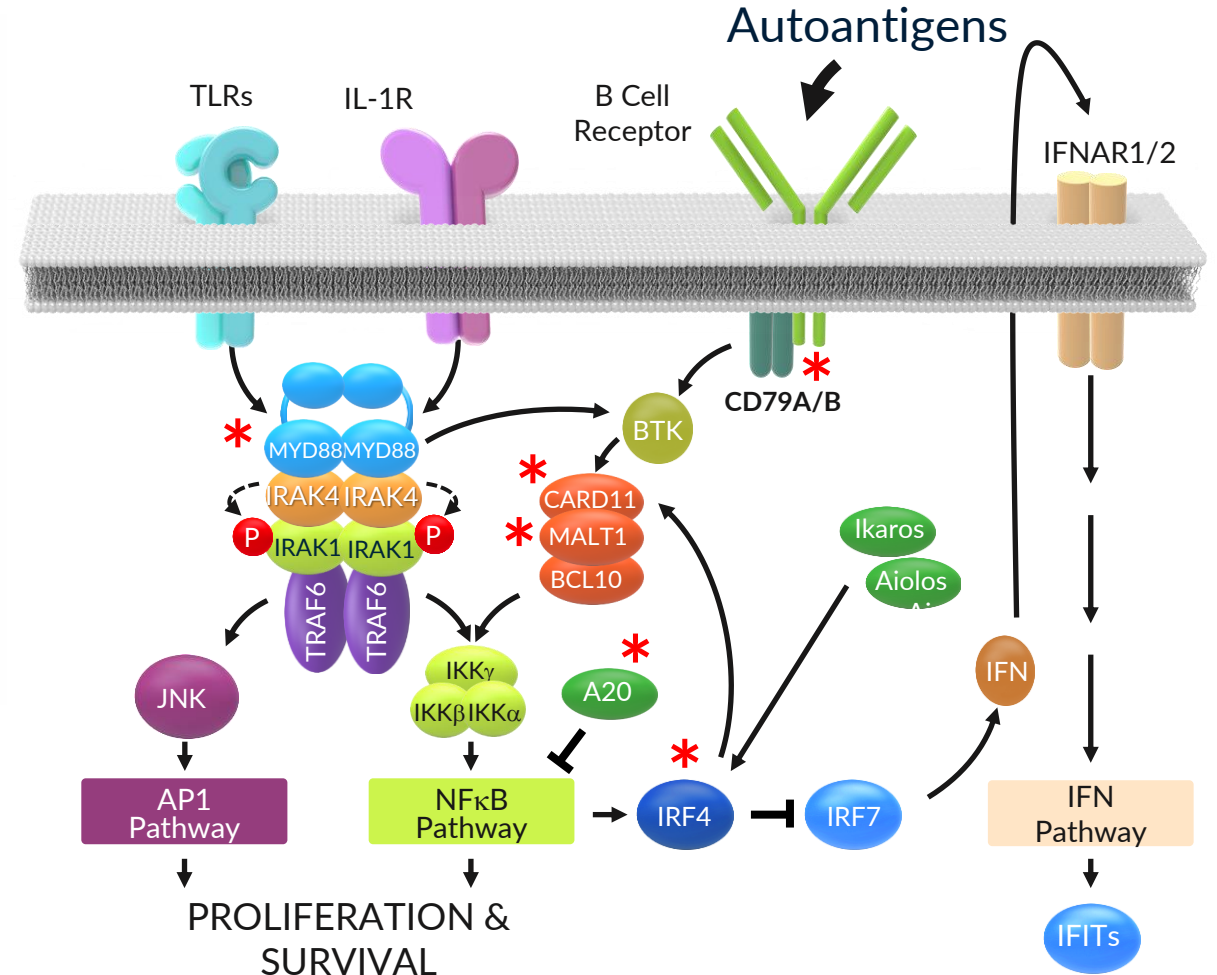 Autoantigens
TLRs
IL-1R
B Cell
Receptor
IFNAR1/2
CD79A/B
*
*
MYD88 MYD88
BTK
*
IRAK4 IRAK4
CARD11
P
P
IRAK1 IRAK1
*
MALT1
BCL10
Ikaros
Aiolos
TRAF6 TRAF6
*
IKKγ
IKKβ IKKα
A20
JNK
IFN
*
AP1
Pathway
NFκB
Pathway
IRF4
IRF7
IFN
Pathway
PROLIFERATION &
SURVIVAL
IFITs